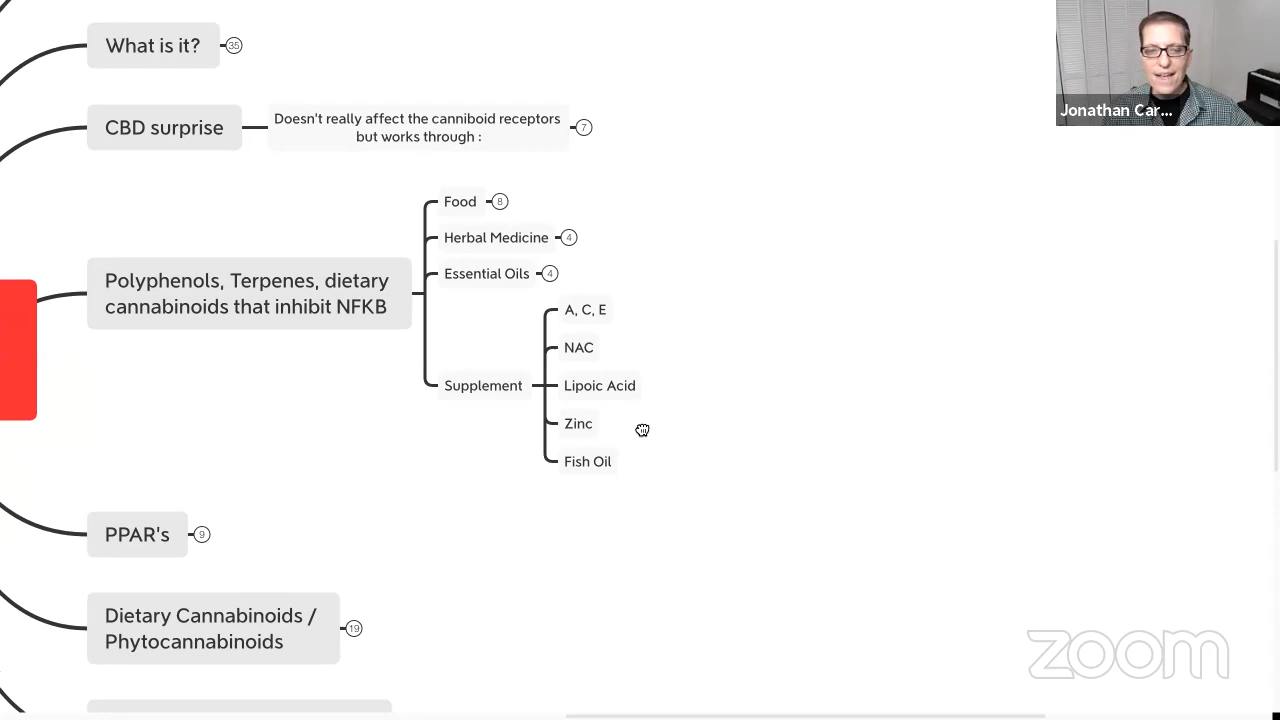 What is it?
35
Jonathan Car...
CBD surprise
Doesn't really affect the canniboid receptors
but works through :
7
Food
8
Herbal Medicine
4
Essential Oils
4
Polyphenols, Terpenes, dietary
cannabinoids that inhibit NFKB
Supplement
A, C, E
NAC
Lipoic Acid
Zinc
Fish Oil
PPAR's
9
Dietary Cannabinoids /
Phytocannabinoids
19
zoom